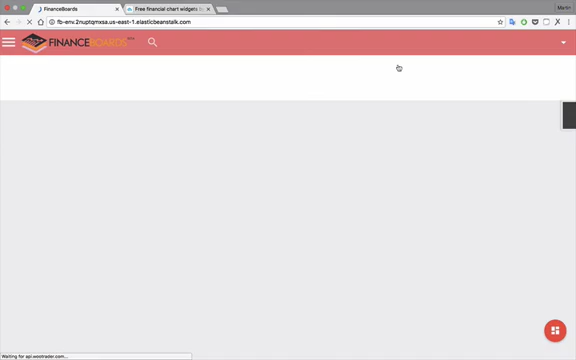 Martin
FinanceBoards
Free financial chart widgets b
fb-env.2nuptqmxsa.us-east-1.elasticbeanstalk.com
FINANCEBOARDS
Waiting for api.wootrader.com...